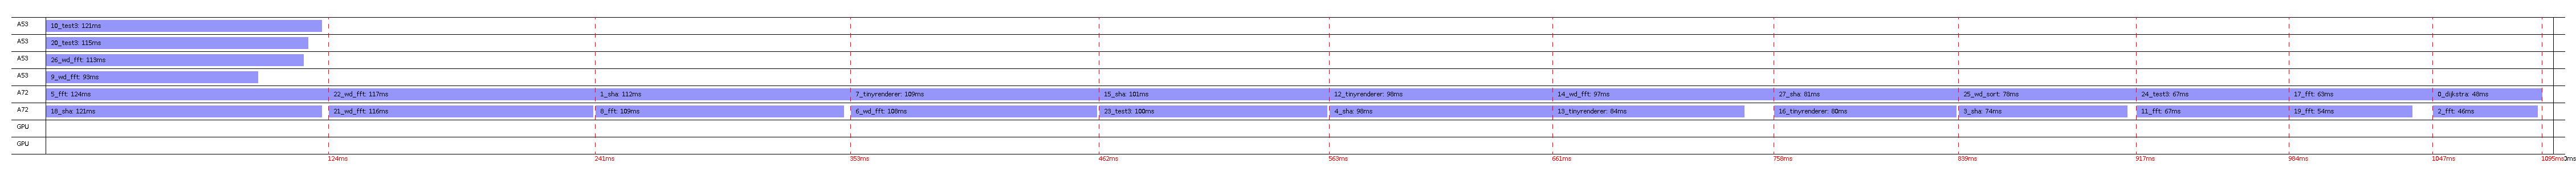 A53 10_test3: 121ms
A53 20_test3: 115ms
A53 26_wd_fft: 113ms
A53 9_wd_fft: 93ms
A72 5_fft: 124ms 22_wd_fft: 117ms 1_sha: 112ms 7_tinyrenderer: 109ms 15_sha: 101ms 12_tinyrenderer: 98ms 14_wd_fft: 97ms 27_sha: 81ms 25_wd_sort: 78ms 24_test3: 67ms 17_fft: 63ms 0_dijkstra: 48ms
A72 18_sha: 121ms 21_wd_fft: 116ms 8_fft: 109ms 6_wd_fft: 108ms 23_test3: 100ms 4_sha: 98ms 13_tinyrenderer: 84ms 16_tinyrenderer: 80ms 3_sha: 74ms 11_fft: 67ms 19_fft: 54ms 2_fft: 46ms
GPU
GPU
124ms 241ms 353ms 462ms 563ms 661ms 758ms 839ms 917ms 984ms 1047ms 1095ms